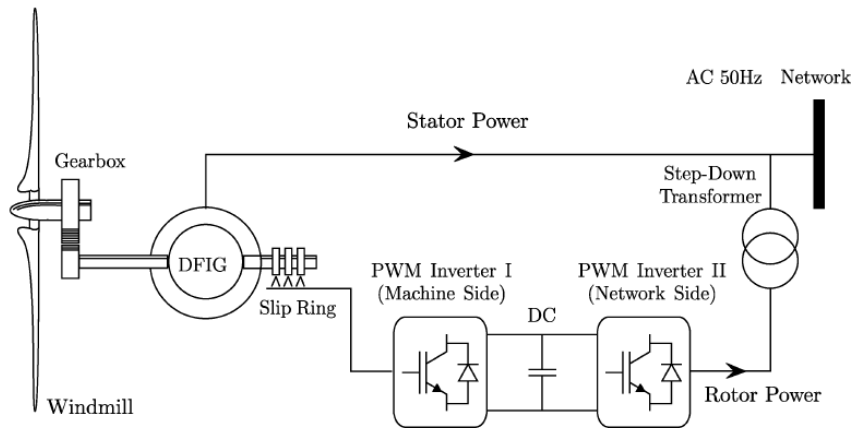 AC 50Hz Network
Stator Power
Gearbox
Step-Down
Transformer
DFIG
PWM Inverter I
(Machine Side)
PWM Inverter II
(Network Side)
Slip Ring
DC
Rotor Power
Windmill